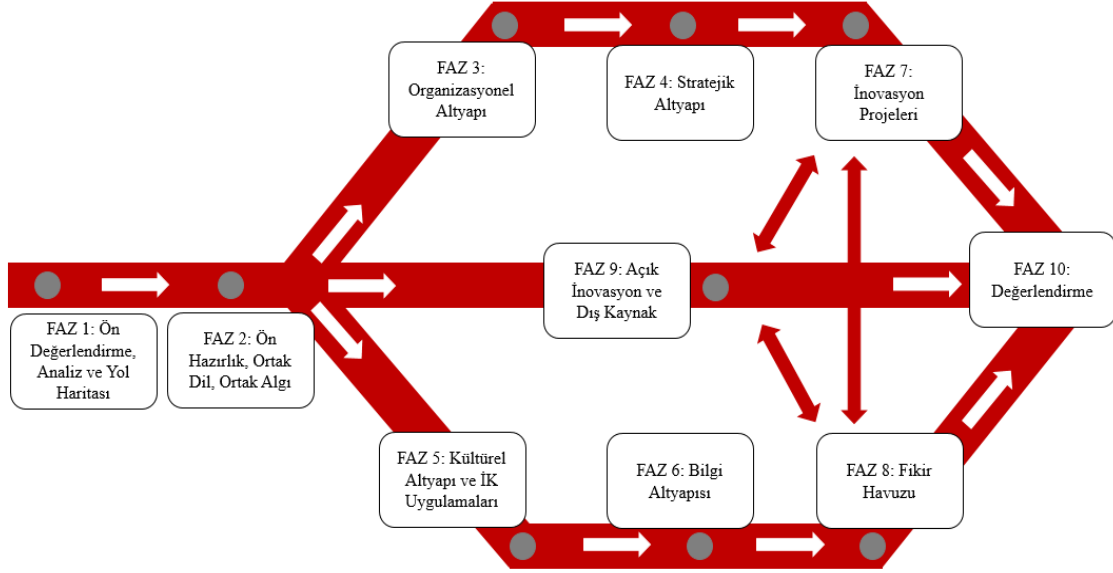 FAZ 3:
Organizasyonel
Altyapı
FAZ 4: Stratejik
Altyapı
FAZ 7:
İnovasyon
Projeleri
FAZ 1: Ön
Değerlendirme,
Analiz ve Yol
Haritası
FAZ 2: Ön
Hazırlık, Ortak
Dil, Ortak Algı
FAZ 9: Açık
İnovasyon ve
Dış Kaynak
FAZ 10:
Değerlendirme
FAZ 5: Kültürel
Altyapı ve İK
Uygulamaları
FAZ 6: Bilgi
Altyapısı
FAZ 8: Fikir
Havuzu